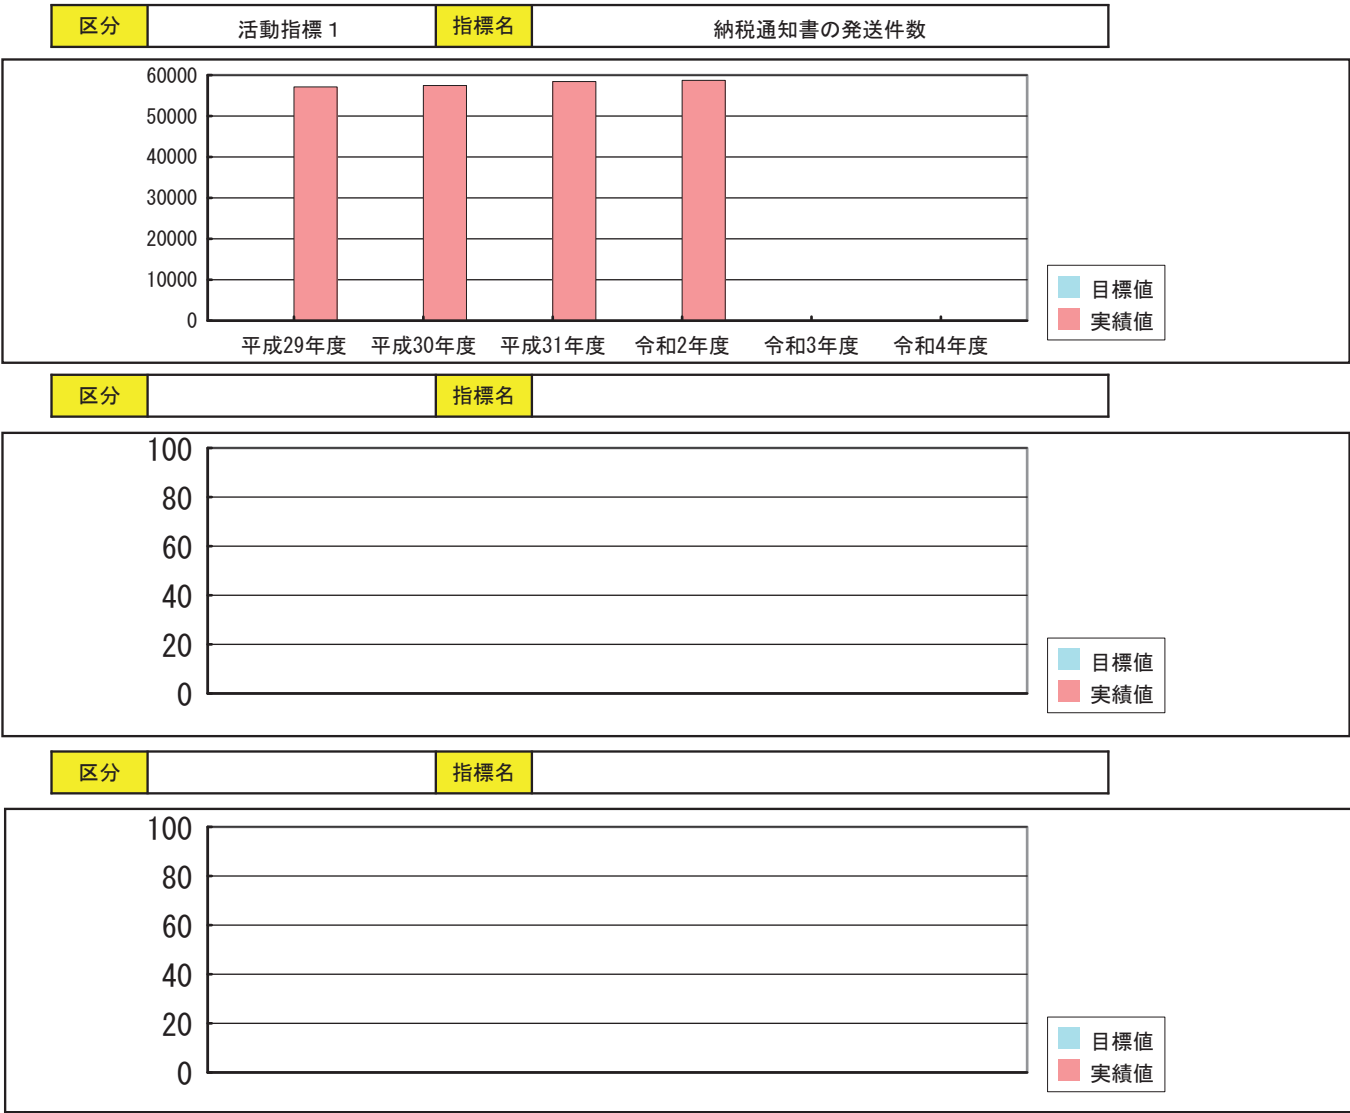 区分 活動指標1 指標名 納税通知書の発送件数
60000
50000
40000
30000
20000
10000
0
平成29年度 平成30年度 平成31年度 令和2年度 令和3年度 令和4年度
目標値
実績値
区分 指標名
100
80
60
40
20
0
目標値
実績値
区分 指標名
100
80
60
40
20
0
目標値
実績値